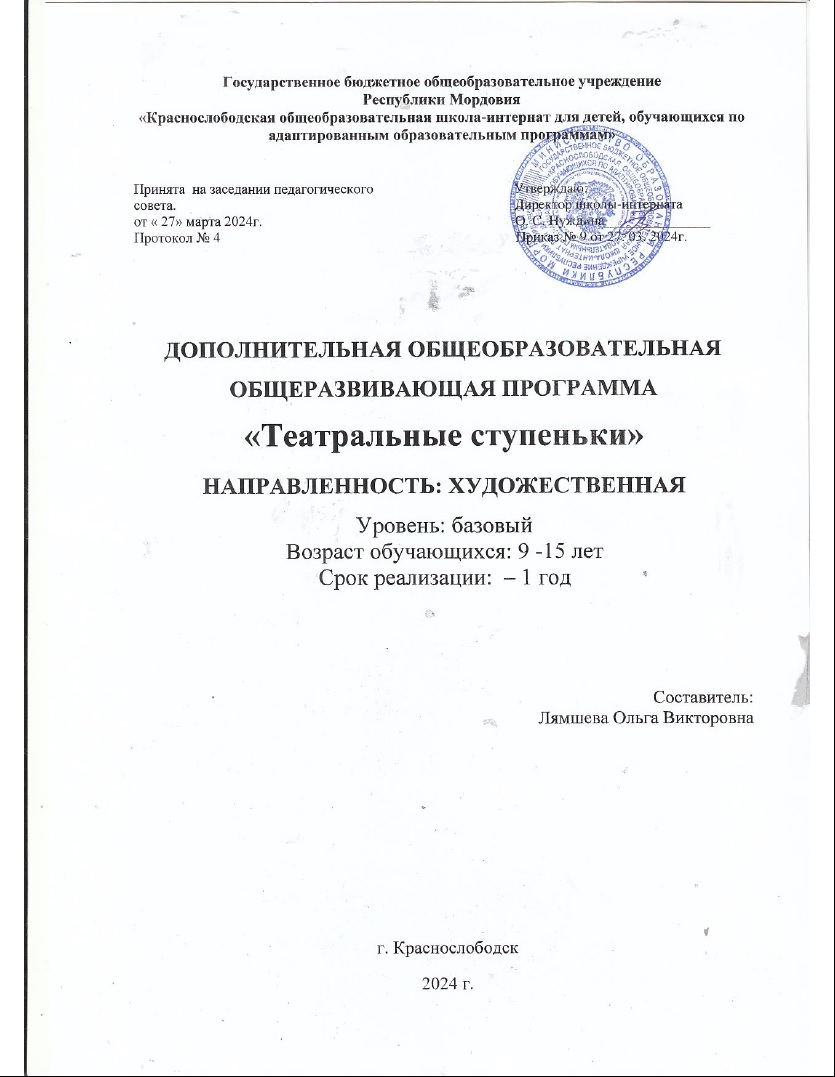 Государственное бюджетное общеобразовательное учреждение
Республики Мордовия
«Краснослободская общеобразовательная школа-интернат для детей, обучающихся по
адаптированным образовательным программам»
Принята на заседании педагогического
совета.
от « 27» марта 2024г.
Протокол № 4
Утверждаю:
Директор школы-интерната
О. С. Нуждина
Приказ № 9 от 27. 03. 2024г.
ДОПОЛНИТЕЛЬНАЯ ОБЩЕОБРАЗОВАТЕЛЬНАЯ
ОБЩЕРАЗВИВАЮЩАЯ ПРОГРАММА
«Театральные ступеньки»
НАПРАВЛЕННОСТЬ: ХУДОЖЕСТВЕННАЯ
Уровень: базовый
Возраст обучающихся: 9 -15 лет
Срок реализации: – 1 год
Составитель:
Лямшева Ольга Викторовна
г. Краснослободск
2024 г.